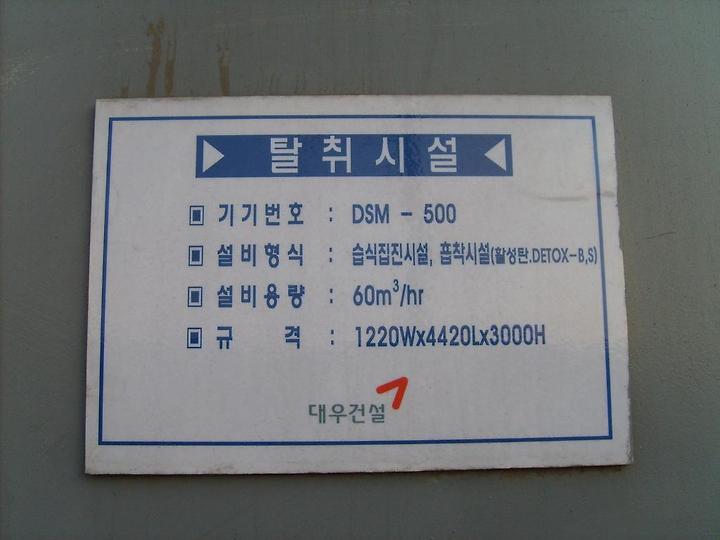 ▶ 탈취시설 ◀
▣ 기기번호 : DSM - 500
▣ 설비형식 : 습식집진시설, 흡착시설(활성탄.DETOX-B,S)
▣ 설비용량 : 60m³/hr
▣ 규격 : 1220Wx4420Lx3000H
대우건설